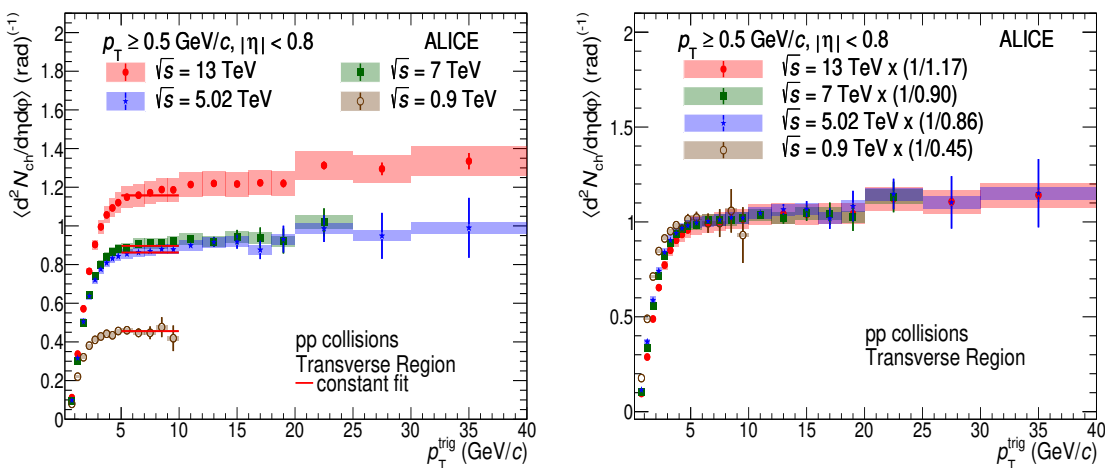 ⟨d² N_ch/dηdφ⟩ (rad)^(-1)
2
1.8
1.6
1.4
1.2
1
0.8
0.6
0.4
0.2
0
p_T ≥ 0.5 GeV/c, |η| < 0.8 ALICE
√s = 13 TeV √s = 7 TeV
√s = 5.02 TeV √s = 0.9 TeV
pp collisions
Transverse Region
constant fit
5 10 15 20 25 30 35 40
p_T^trig (GeV/c)
⟨d² N_ch/dηdφ⟩ (rad)^(-1)
2
1.5
1
0.5
0
p_T ≥ 0.5 GeV/c, |η| < 0.8 ALICE
√s = 13 TeV x (1/1.17)
√s = 7 TeV x (1/0.90)
√s = 5.02 TeV x (1/0.86)
√s = 0.9 TeV x (1/0.45)
pp collisions
Transverse Region
5 10 15 20 25 30 35 40
p_T^trig (GeV/c)